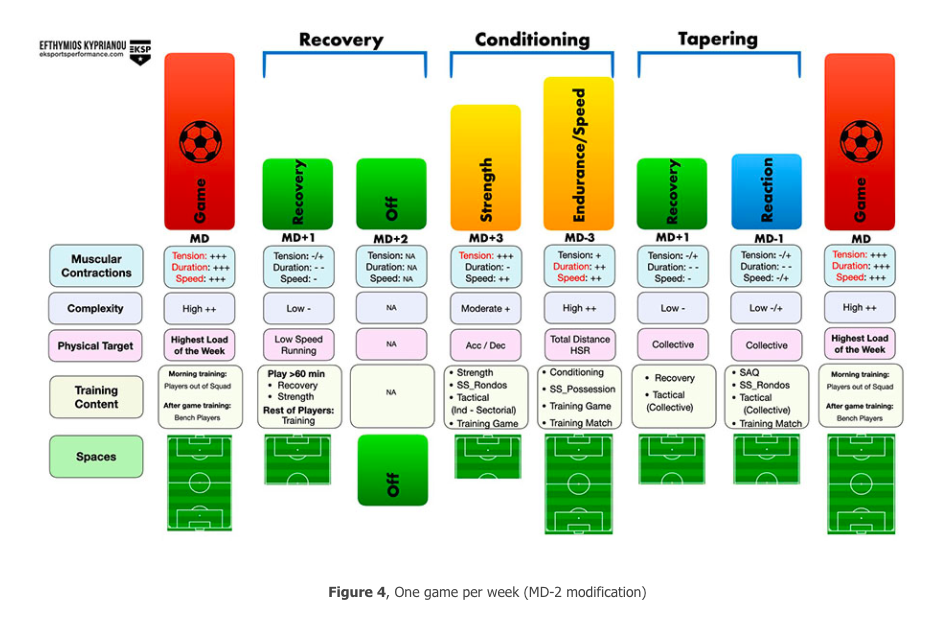 EFTHYMIOS KYPRIANOU
eksportsperformance.com
EKSP
Recovery
Conditioning
Tapering
Game
Recovery
Off
Strength
Endurance/Speed
Recovery
Reaction
Game
MD
MD+1
MD+2
MD+3
MD-3
MD+1
MD-1
MD
Muscular
Contractions
Tension: +++
Duration: +++
Speed: +++
Tension: -/+
Duration: - -
Speed: -
Tension: NA
Duration: NA
Speed: NA
Tension: +++
Duration: -
Speed: ++
Tension: +
Duration: ++
Speed: ++
Tension: -/+
Duration: - -
Speed: -
Tension: -/+
Duration: - -
Speed: -/+
Tension: +++
Duration: +++
Speed: +++
Complexity
High ++
Low -
NA
Moderate +
High ++
Low -
Low -/+
High ++
Physical Target
Highest Load
of the Week
Low Speed
Running
NA
Acc / Dec
Total Distance
HSR
Collective
Collective
Highest Load
of the Week
Training
Content
Morning training:
Players out of Squad
After game training:
Bench Players
Play >60 min
• Recovery
• Strength
Rest of Players:
Training
NA
• Strength
• SS_Rondos
• Tactical
(Ind - Sectorial)
• Training Game
• Conditioning
• SS_Possession
• Training Game
• Training Match
• Recovery
• Tactical
(Collective)
• SAQ
• SS_Rondos
• Tactical
(Collective)
• Training Match
Morning training:
Players out of Squad
After game training:
Bench Players
Spaces
Off
Figure 4, One game per week (MD-2 modification)